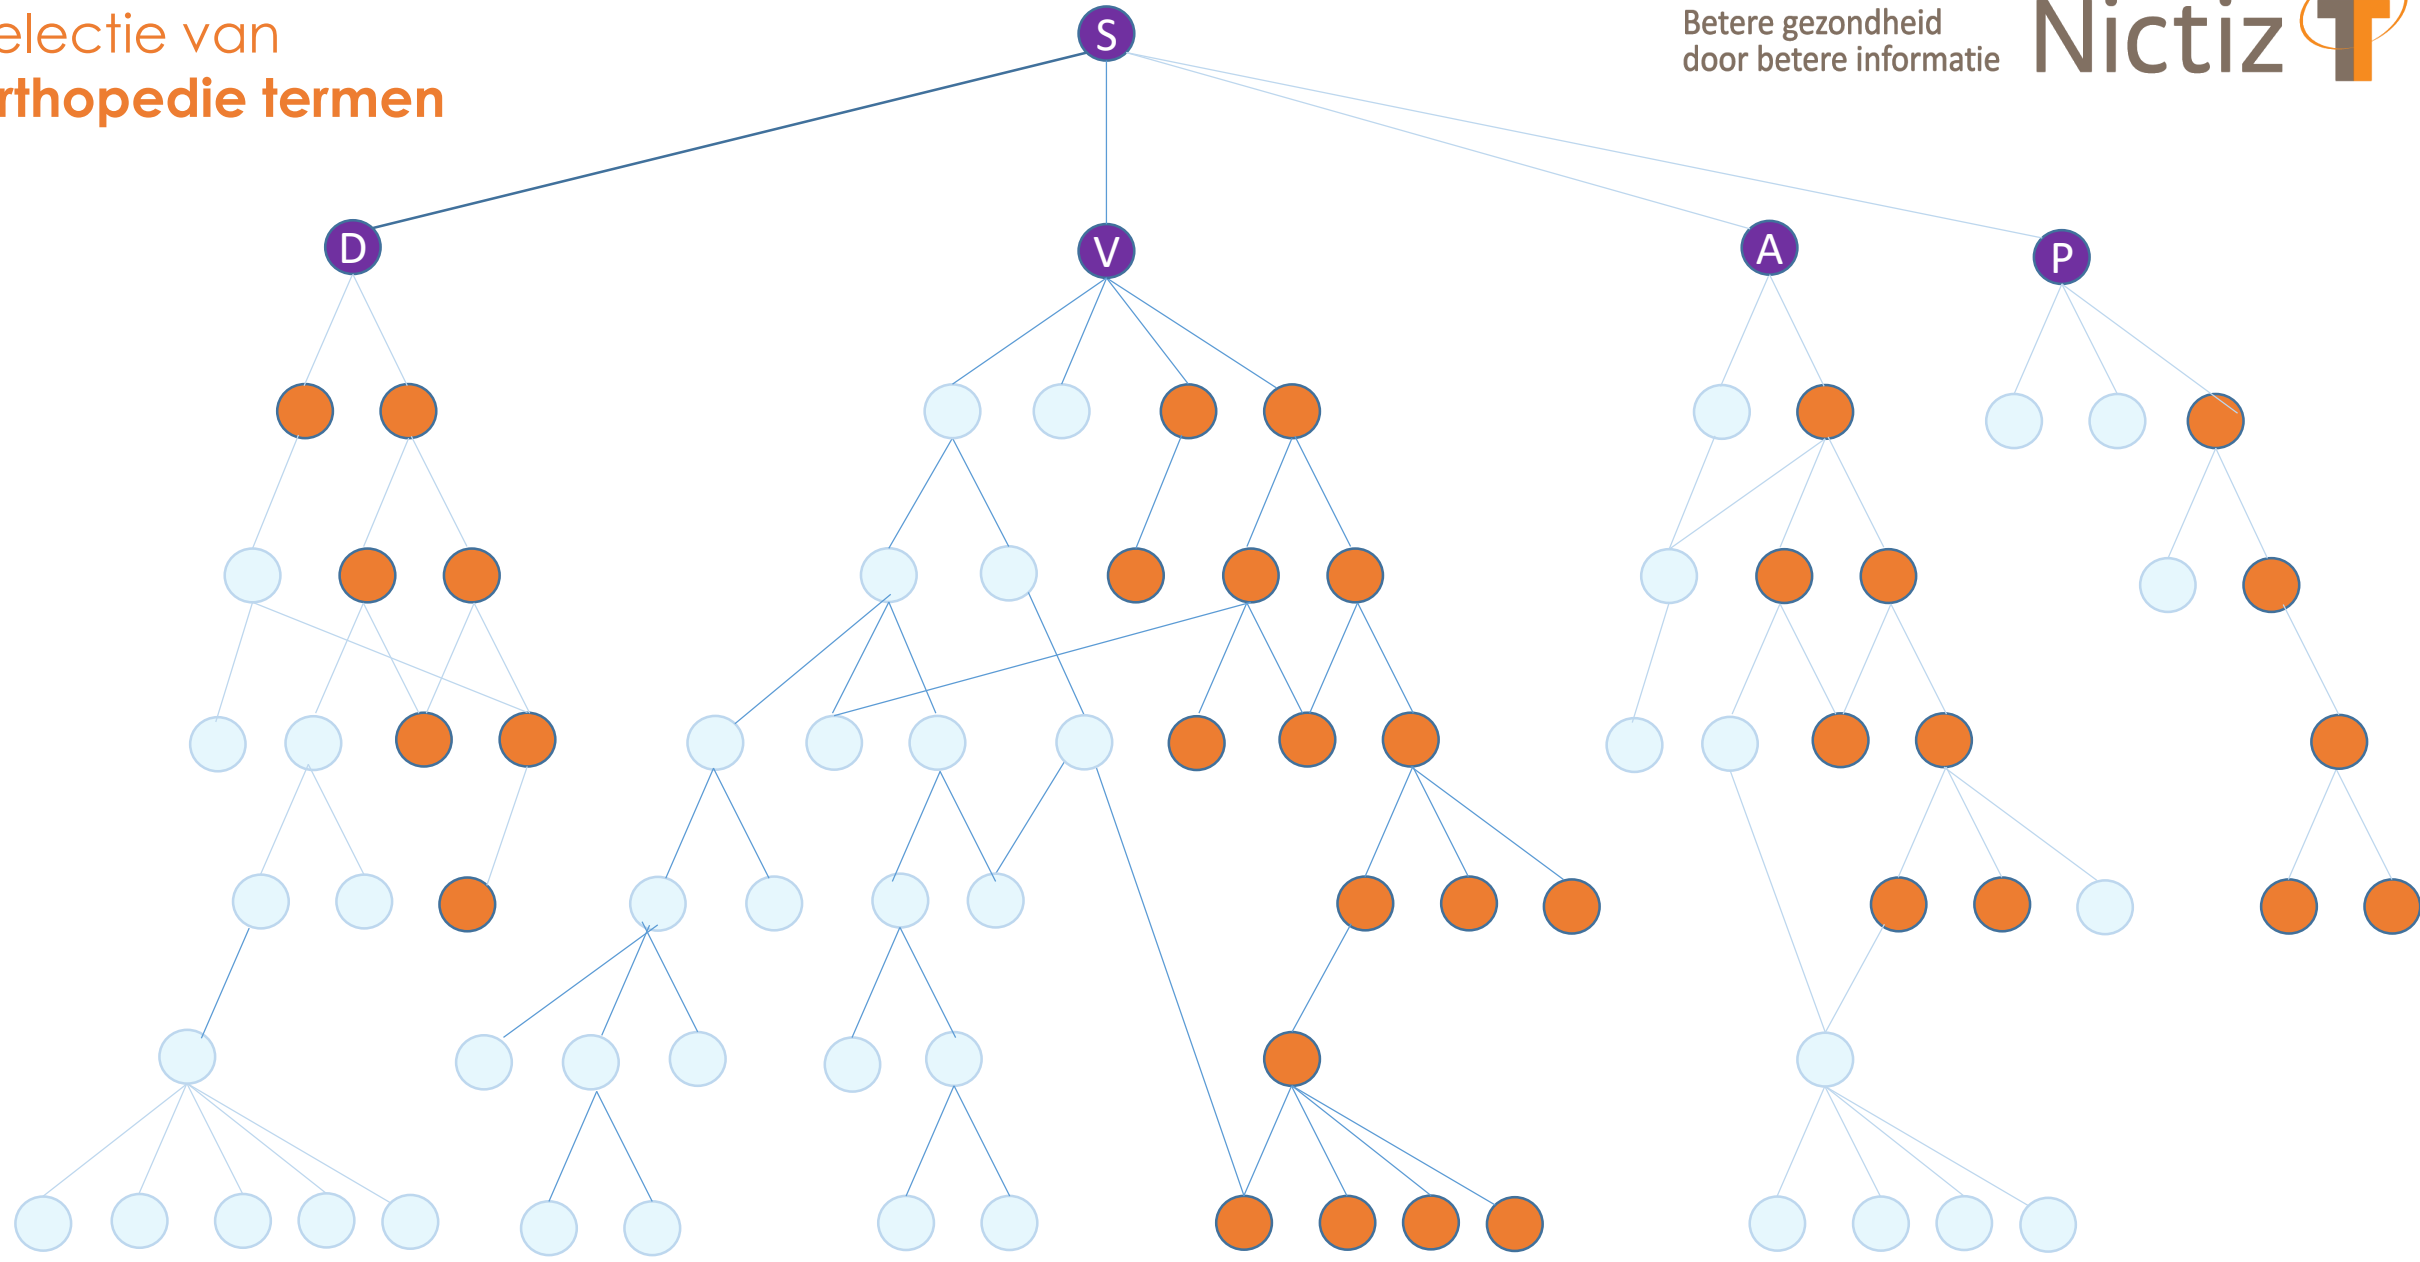 electie van
rthopedie termen
Betere gezondheid
door betere informatie
Nictiz
S
D
V
A
P